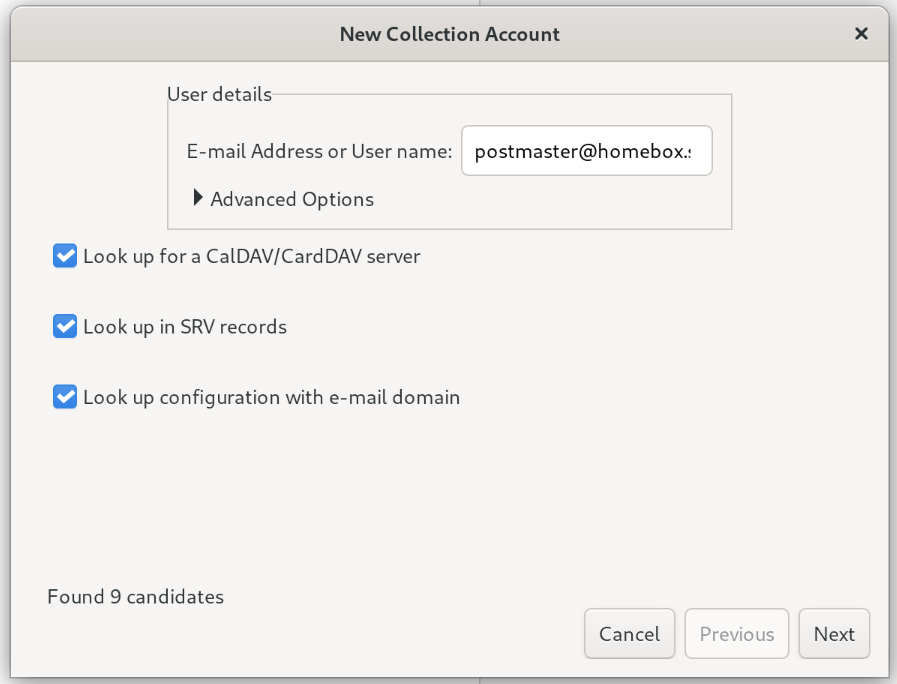 New Collection Account
User details
E-mail Address or User name: postmaster@homebox.
Advanced Options
Look up for a CalDAV/CardDAV server
Look up in SRV records
Look up configuration with e-mail domain
Found 9 candidates
Cancel Previous Next